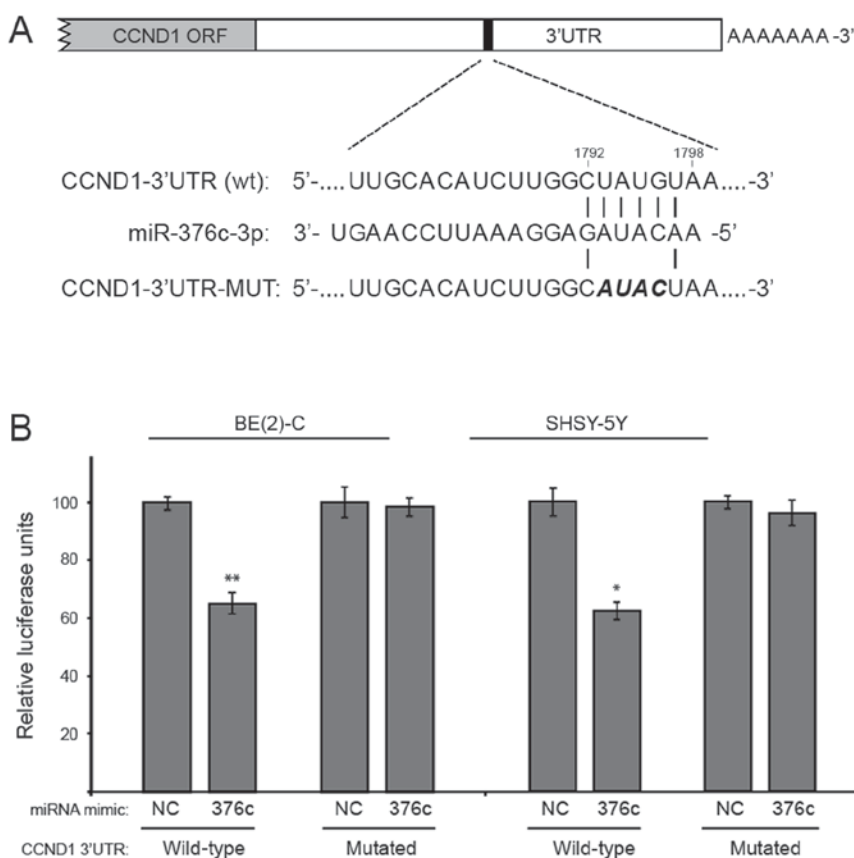 A
CCND1 ORF 3'UTR AAAAAAA -3'
1792 1798
CCND1-3'UTR (wt): 5'-.... UUGCACAUCUUGGCUAUGUAA....-3'
miR-376c-3p: 3'- UGAACCUUAAAGGAGAUACAA -5'
CCND1-3'UTR-MUT: 5'-.... UUGCACAUCUUGGCAUACUAA....-3'
B
BE(2)-C SHSY-5Y
Relative luciferase units
100
80
60
40
20
** *
miRNA mimic: NC 376c NC 376c NC 376c NC 376c
CCND1 3'UTR: Wild-type Mutated Wild-type Mutated